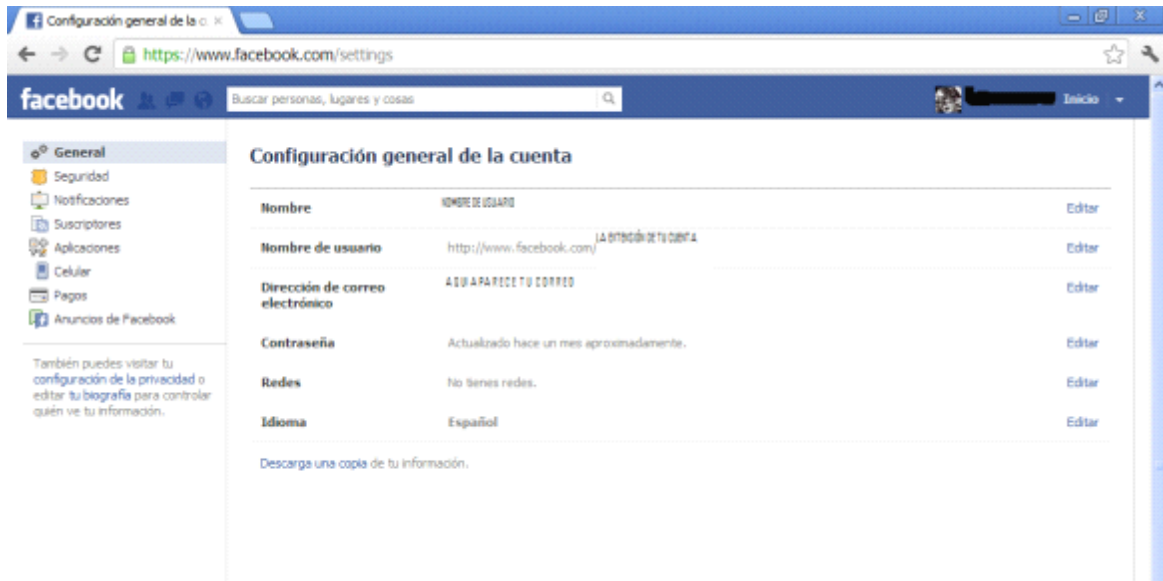 Configuración general de la c
https://www.facebook.com/settings
facebook
Buscar personas, lugares y cosas
Inicio
General
Seguridad
Notificaciones
Suscriptores
Aplicaciones
Celular
Pagos
Anuncios de Facebook
También puedes visitar tu
configuración de la privacidad o
editar tu biografía para controlar
quién ve tu información.
Configuración general de la cuenta
Nombre NOMBRE DE USUARIO Editar
Nombre de usuario http://www.facebook.com/ LA EXTENCIÓN DE TU CUENTA Editar
Dirección de correo
electrónico AQUI APARECE TU CORREO Editar
Contraseña Actualizado hace un mes aproximadamente. Editar
Redes No tienes redes. Editar
Idioma Español Editar
Descarga una copia de tu información.